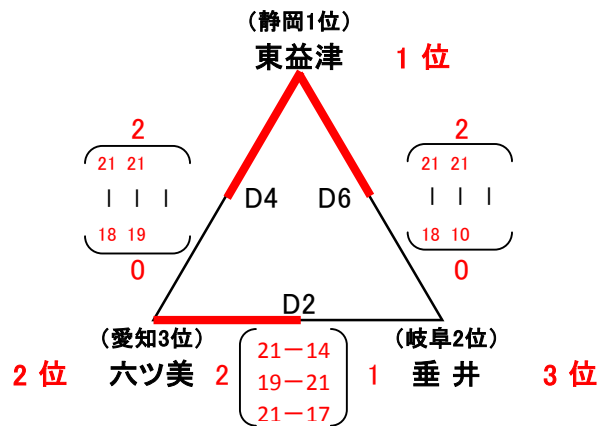 (静岡1位)
東益津 1 位
2 2
21 21 21 21
| | | | | |
18 19 18 10
0 0
D4 D6
D2
(愛知3位) (岐阜2位)
2 位 六ツ美 2 1 垂 井 3 位
21－14
19－21
21－17